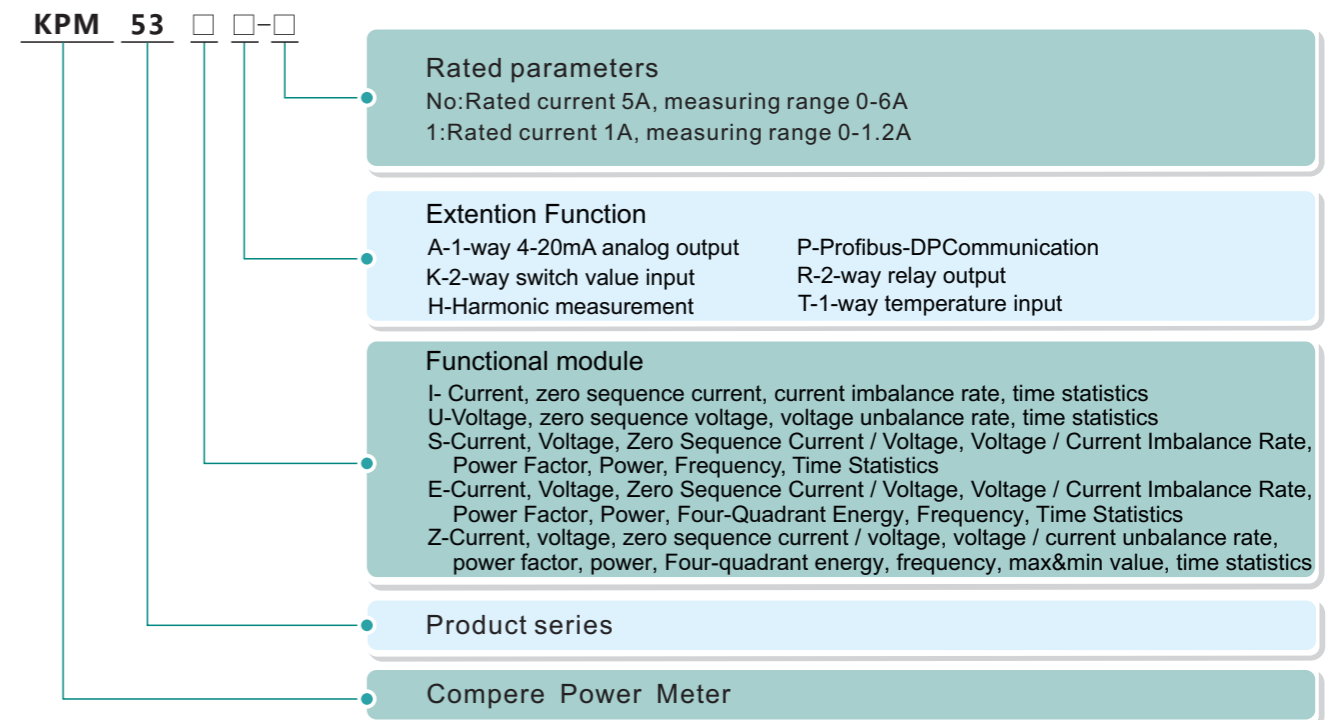 KPM 53 □ □-□
Rated parameters
No:Rated current 5A, measuring range 0-6A
1:Rated current 1A, measuring range 0-1.2A
Extention Function
A-1-way 4-20mA analog output P-Profibus-DPCommunication
K-2-way switch value input R-2-way relay output
H-Harmonic measurement T-1-way temperature input
Functional module
I- Current, zero sequence current, current imbalance rate, time statistics
U-Voltage, zero sequence voltage, voltage unbalance rate, time statistics
S-Current, Voltage, Zero Sequence Current / Voltage, Voltage / Current Imbalance Rate,
Power Factor, Power, Frequency, Time Statistics
E-Current, Voltage, Zero Sequence Current / Voltage, Voltage / Current Imbalance Rate,
Power Factor, Power, Four-Quadrant Energy, Frequency, Time Statistics
Z-Current, voltage, zero sequence current / voltage, voltage / current unbalance rate,
power factor, power, Four-quadrant energy, frequency, max&min value, time statistics
Product series
Compere Power Meter